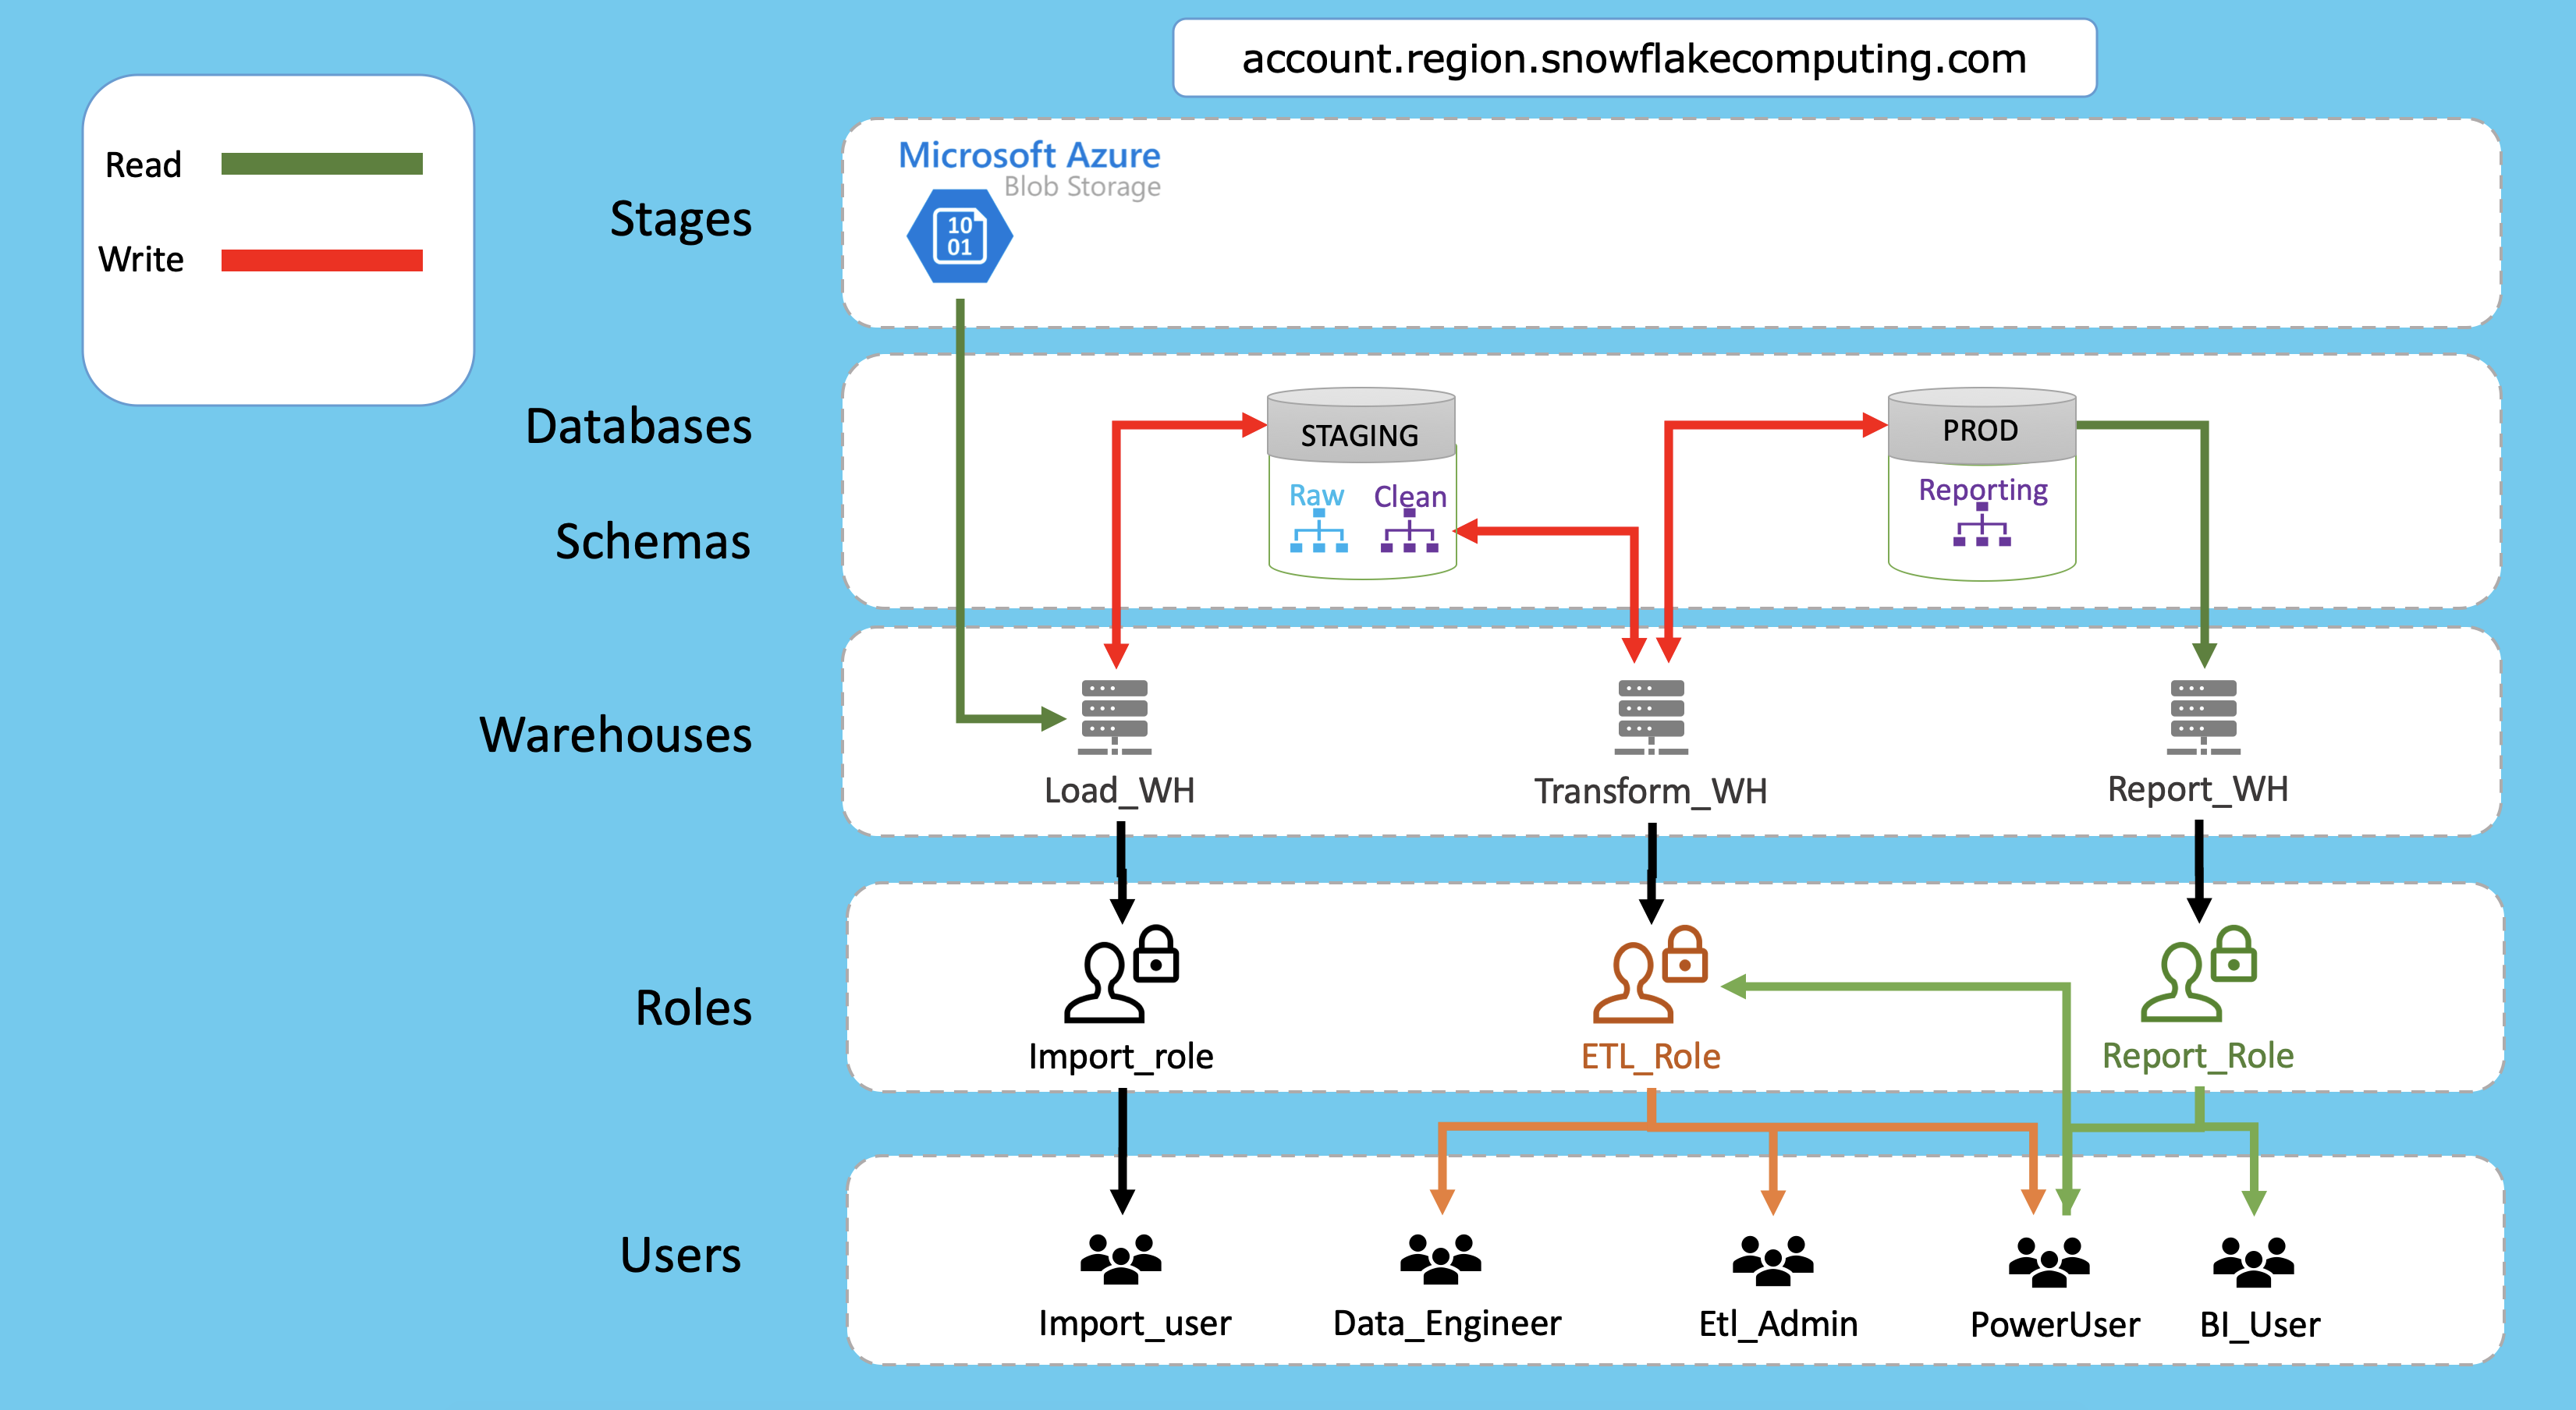 account.region.snowflakecomputing.com
Read
Write
Stages
Microsoft Azure
Blob Storage
10
01
Databases
Schemas
STAGING
Raw
Clean
PROD
Reporting
Warehouses
Load_WH
Transform_WH
Report_WH
Roles
Import_role
ETL_Role
Report_Role
Users
Import_user
Data_Engineer
Etl_Admin
PowerUser
BI_User